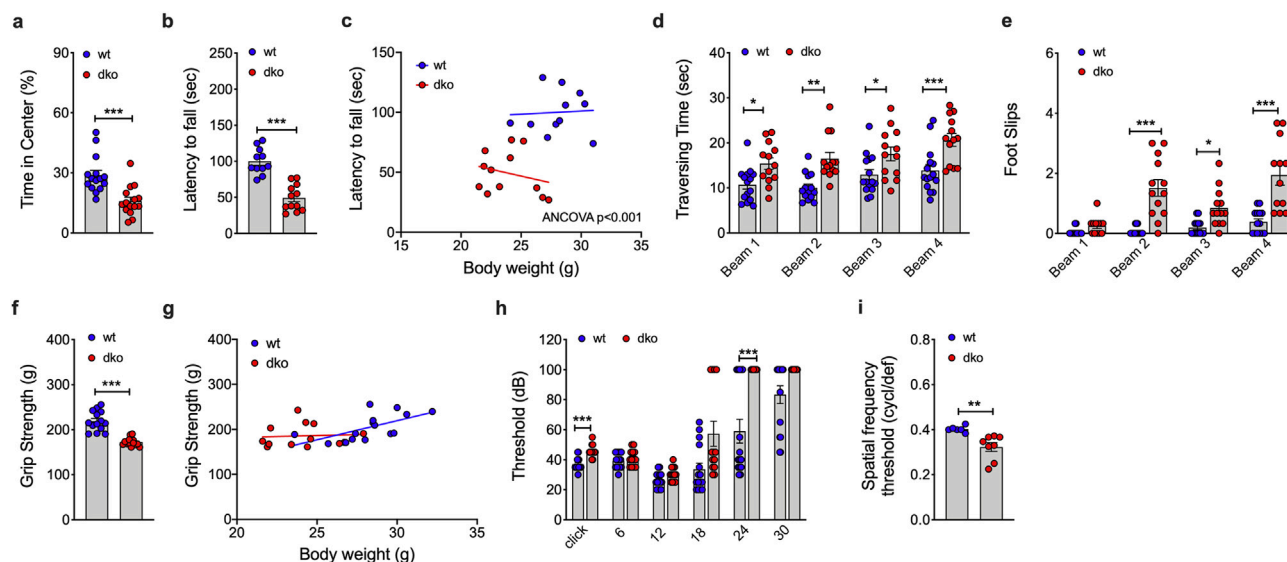 a
Time in Center (%)
90
60
30
0
wt
dko
***
b
Latency to fall (sec)
250
200
150
100
50
0
wt
dko
***
c
Latency to fall (sec)
150
100
50
0
wt
dko
ANCOVA p<0.001
15 20 25 30 35
Body weight (g)
d
Traversing Time (sec)
40
30
20
10
0
wt dko
* ** * ***
Beam 1 Beam 2 Beam 3 Beam 4
e
Foot Slips
6
4
2
0
wt
dko
*** * ***
Beam 1 Beam 2 Beam 3 Beam 4
f
Grip Strength (g)
400
300
200
100
0
wt
dko
***
g
Grip Strength (g)
400
300
200
100
0
wt
dko
20 25 30 35
Body weight (g)
h
Threshold (dB)
120
100
80
60
40
20
0
wt dko
*** ***
click 6 12 18 24 30
i
Spatial frequency
threshold (cycl/def)
0.8
0.6
0.4
0.2
0.0
wt
dko
**